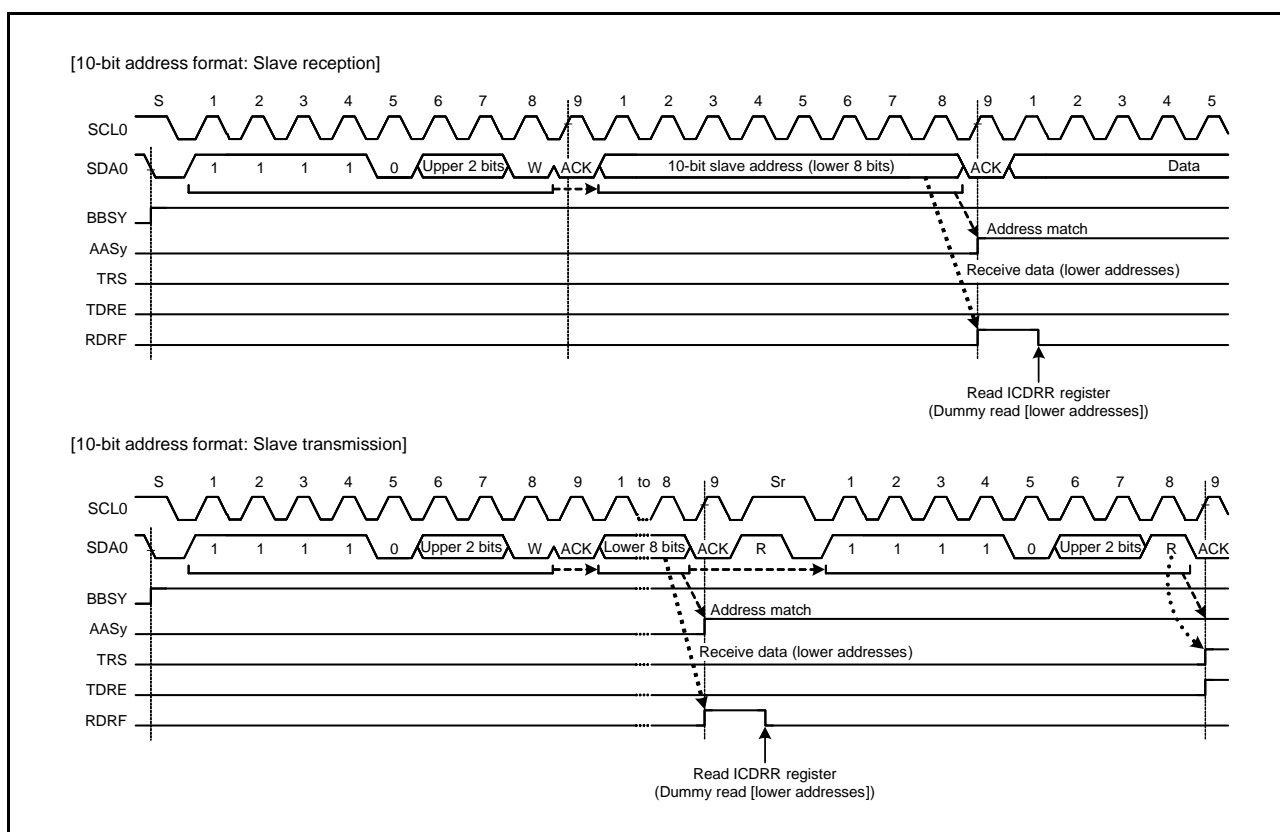 [10-bit address format: Slave reception]
S 1 2 3 4 5 6 7 8 9 1 2 3 4 5 6 7 8 9 1 2 3 4 5
SCL0
SDA0 1 1 1 1 0 Upper 2 bits W ACK 10-bit slave address (lower 8 bits) ACK Data
BBSY
Address match
AASy
Receive data (lower addresses)
TRS
TDRE
RDRF
Read ICDRR register
(Dummy read [lower addresses])
[10-bit address format: Slave transmission]
S 1 2 3 4 5 6 7 8 9 1 to 8 9 Sr 1 2 3 4 5 6 7 8 9
SCL0
SDA0 1 1 1 1 0 Upper 2 bits W ACK Lower 8 bits ACK R 1 1 1 1 0 Upper 2 bits R ACK
BBSY
Address match
AASy
Receive data (lower addresses)
TRS
TDRE
RDRF
Read ICDRR register
(Dummy read [lower addresses])